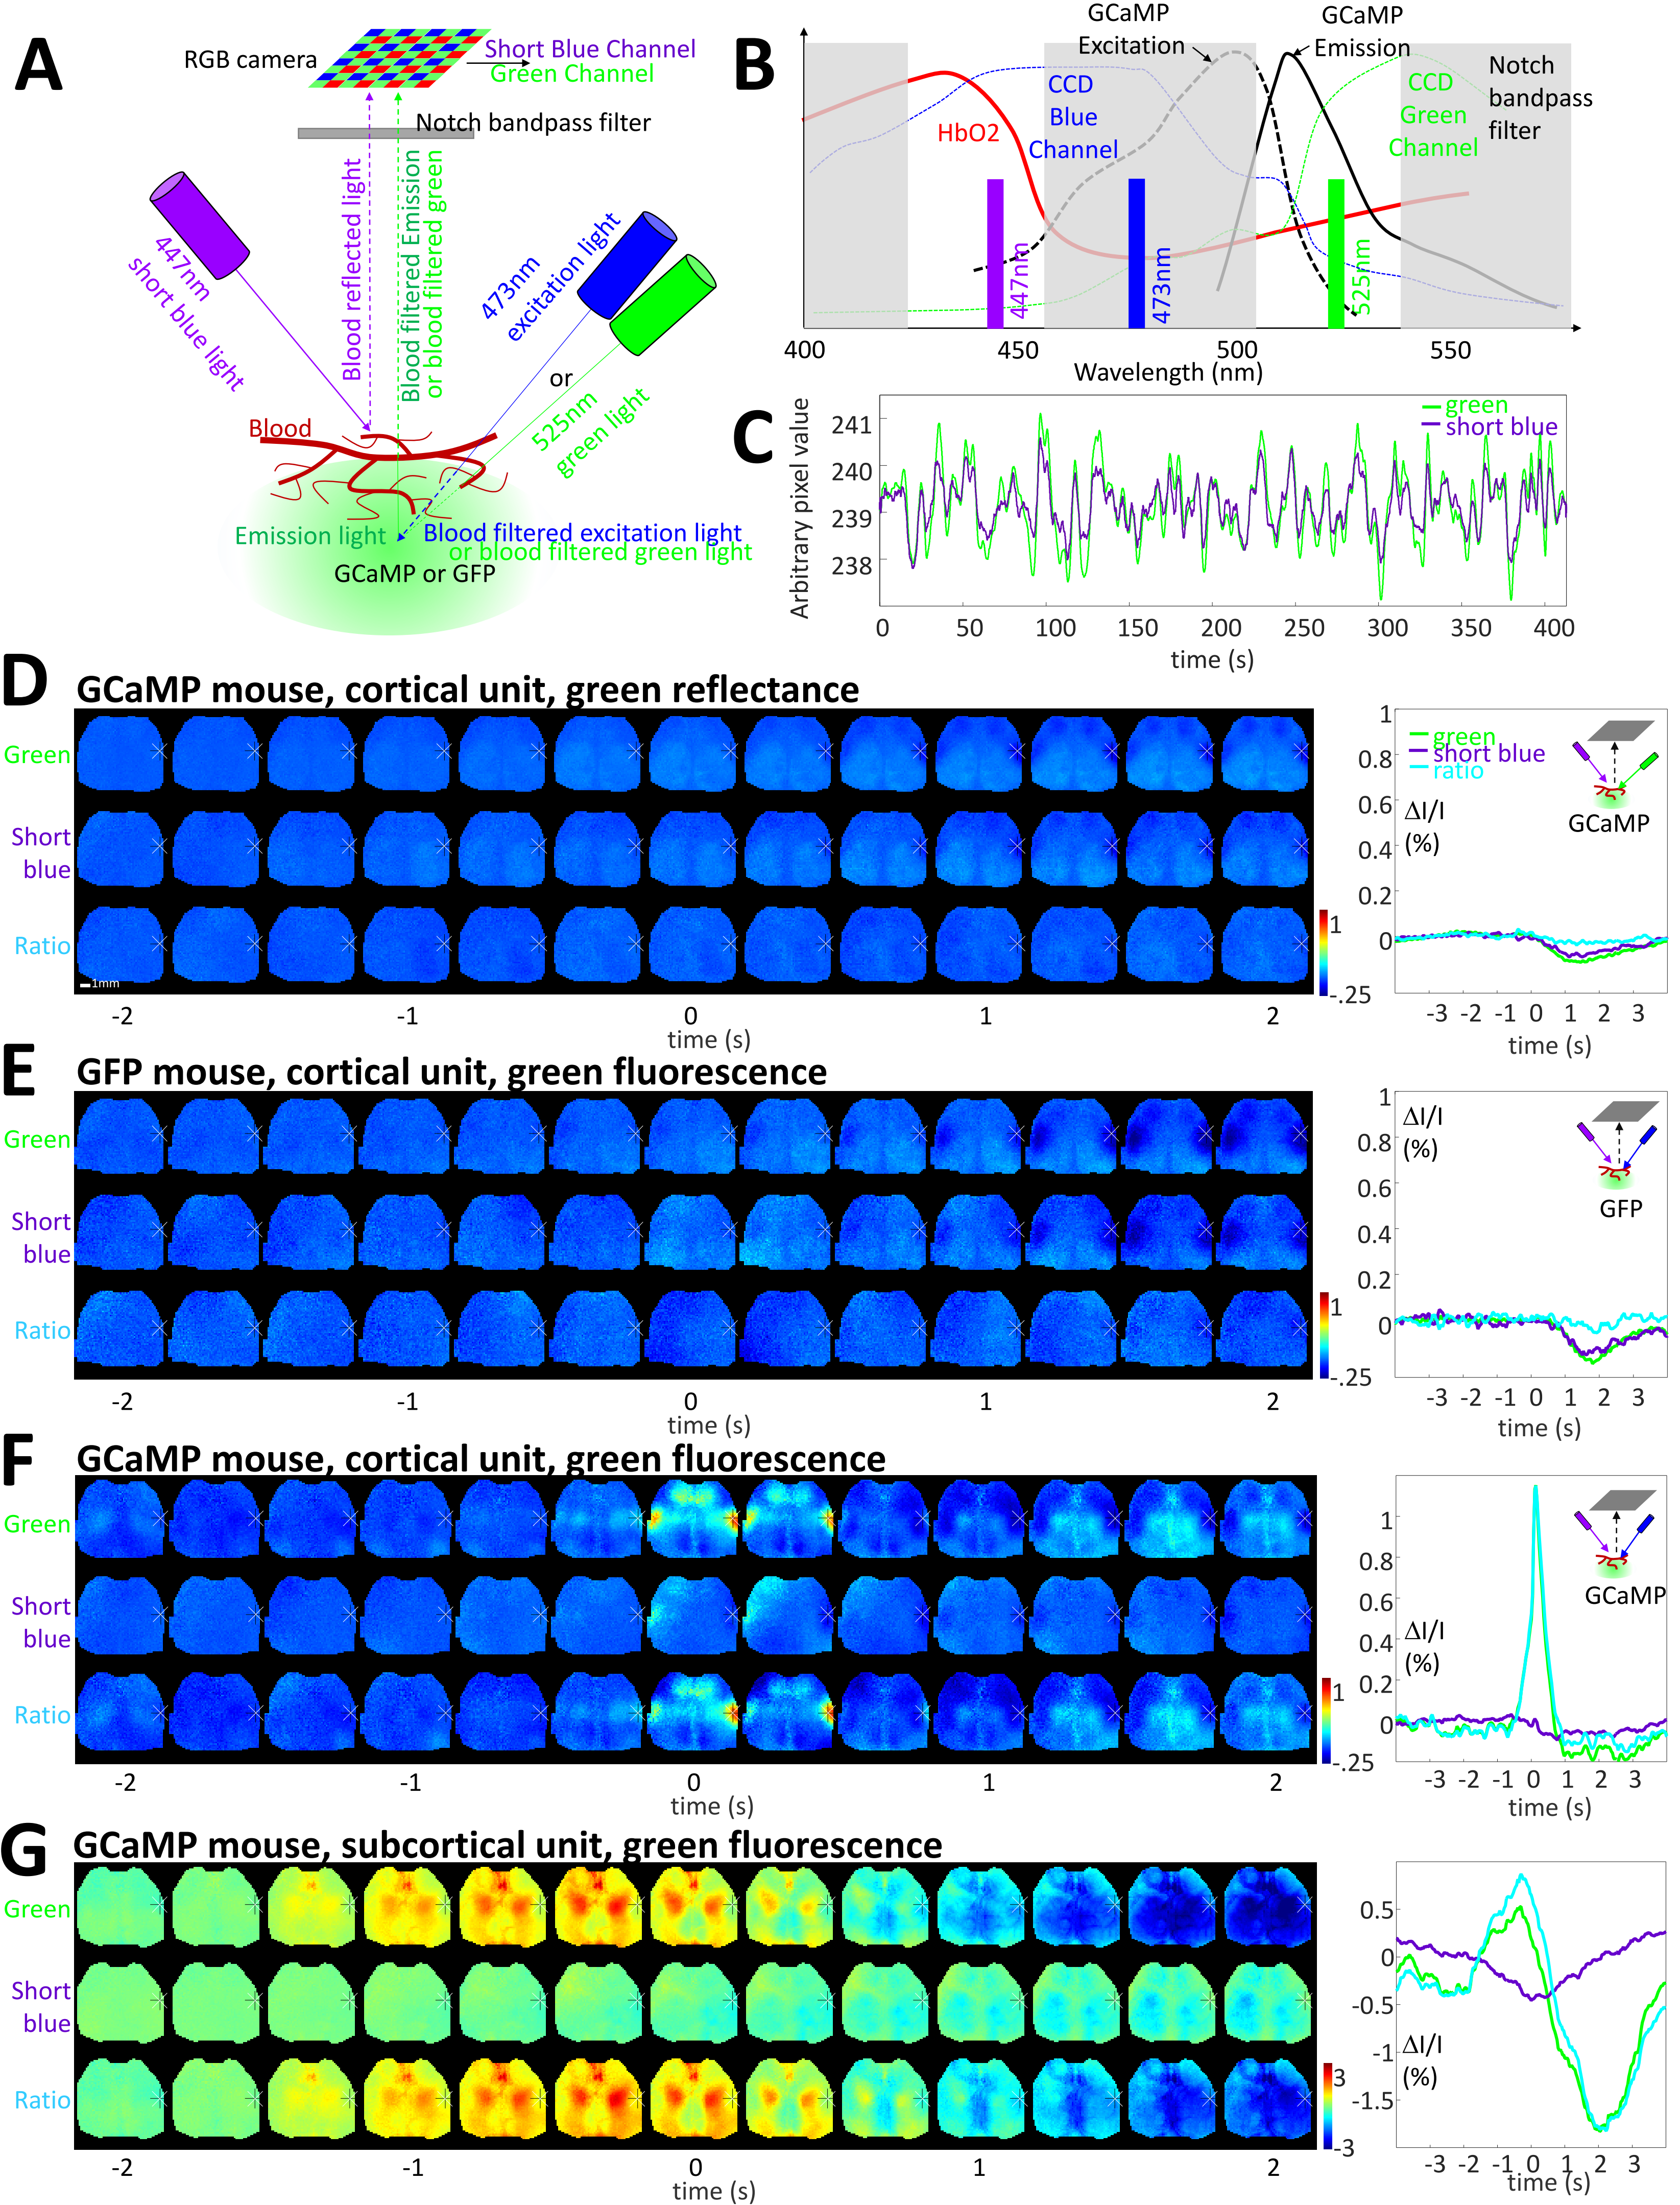 A
RGB camera
Short Blue Channel
Green Channel
Notch bandpass filter
447nm
short blue light
Blood reflected light
Blood filtered Emission
or blood filtered green
473nm
excitation light
or
525nm
green light
Blood
Emission light
Blood filtered excitation light
or blood filtered green light
GCaMP or GFP
B
GCaMP
Excitation
GCaMP
Emission
HbO2
CCD
Blue
Channel
CCD
Green
Channel
Notch
bandpass
filter
447nm
473nm
525nm
400 450 500 550
Wavelength (nm)
C
Arbitrary pixel value
241
240
239
238
green
short blue
0 50 100 150 200 250 300 350 400
time (s)
D
GCaMP mouse, cortical unit, green reflectance
Green
Short
blue
Ratio
1mm
1
-.25
-2 -1 0 1 2
time (s)
1
0.8
0.6
0.4
0.2
0
green
short blue
ratio
ΔI/I
(%)
GCaMP
-3 -2 -1 0 1 2 3
time (s)
E
GFP mouse, cortical unit, green fluorescence
Green
Short
blue
Ratio
1
-.25
-2 -1 0 1 2
time (s)
1
0.8
0.6
0.4
0.2
0
ΔI/I
(%)
GFP
-3 -2 -1 0 1 2 3
time (s)
F
GCaMP mouse, cortical unit, green fluorescence
Green
Short
blue
Ratio
1
-.25
-2 -1 0 1 2
time (s)
1
0.8
0.6
0.4
0.2
0
ΔI/I
(%)
GCaMP
-3 -2 -1 0 1 2 3
time (s)
G
GCaMP mouse, subcortical unit, green fluorescence
Green
Short
blue
Ratio
3
-3
-2 -1 0 1 2
time (s)
0.5
0
-0.5
-1
-1.5
ΔI/I
(%)
-3 -2 -1 0 1 2 3
time (s)